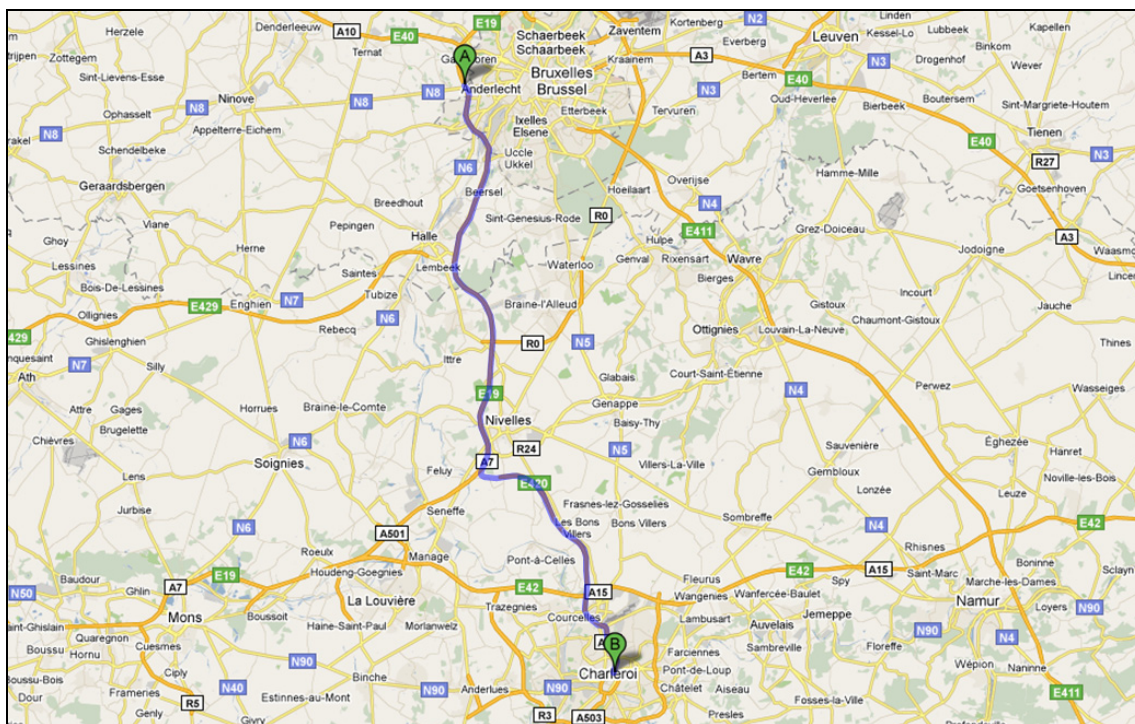 Herzele
Denderleeuw
A10
E40
E19
Schaerbeek
Schaarbeek
Zaventem
Kortenberg
N2
Linden
Lubbeek
Kapellen
Everberg
Kessel-Lo
Binkom
Zottegem
Ternat
A3
Leuven
N3
Drogenhof
Wever
Glabbeek
Sint-Lievens-Esse
A
Kraainem
Bertem
E40
Bierbeek
Boutersem
Ninove
N8
N8
Anderlecht
Bruxelles
Brussel
N3
Oud-Heverlee
Sint-Margriete-Houtem
Ophasselt
N8
Appelterre-Eichem
Etterbeek
Tervuren
Tienen
N8
Schendelbeke
Ixelles
Elsene
E40
R27
N3
Geraardsbergen
N6
Uccle
Ukkel
Overijse
Hamme-Mille
Goetsenhoven
Beersel
Hoeilaart
N4
Viane
Breedhout
Pepingen
Sint-Genesius-Rode
R0
E411
Grez-Doiceau
A3
Ghoy
Herne
Halle
Hulpe
Rixensart
Wavre
Jodoigne
Waasmo
Lessines
Saintes
Lembeek
Waterloo
Genval
Bierges
Lincen
Bois-De-Lessines
E429
Enghien
N7
Tubize
Braine-l'Alleud
Gistoux
Incourt
Jauche
Ollignies
Rebecq
N6
Ottignies
Louvain-La-Neuve
Chaumont-Gistoux
429
Ghislenghien
R0
N5
Thines
nquesaint
N7
Silly
Ittre
Court-Saint-Étienne
Ath
Glabais
N4
Perwez
Wasseiges
Attre
Gages
Horrues
Braine-le-Comte
E19
Genappe
Brugelette
Nivelles
Baisy-Thy
Chièvres
N6
R24
N5
Sauvenière
Éghezée
Hanret
Lens
Soignies
Feluy
A7
Villers-La-Ville
Gembloux
Noville-les-Bois
E420
Jurbise
Seneffe
Frasnes-lez-Gosselies
Lonzée
Leuze
N6
Les Bons
Villers
Bons Villers
Sombreffe
N4
E42
A501
Roeulx
Manage
Pont-à-Celles
Rhisnes
Baudour
A7
E19
Houdeng-Goegnies
E42
A15
Fleurus
E42
A15
Saint-Marc
Boninne
N50
Ghlin
La Louvière
Trazegnies
Wangenies
Wanfercée-Baulet
Spy
Marche-les-Dames
Sclayn
Mons
Boussoit
Courcelles
Lambusart
Jemeppe
Namur
Loyers
N90
Quaregnon
Haine-Saint-Paul
Morlanwelz
Auvelais
N90
N4
Boussu
Cuesmes
B
Farciennes
Sambreville
Floreffe
Hornu
N90
Charleroi
Pont-de-Loup
Wépion
Naninne
Boussu-Bois
Ciply
Binche
Châtelet
Aiseau
Dour
Frameries
R5
N40
Estinnes-au-Mont
Anderlues
N90
N90
Fosses-la-Ville
E411
Genly
Givry
R3
A503
Presles